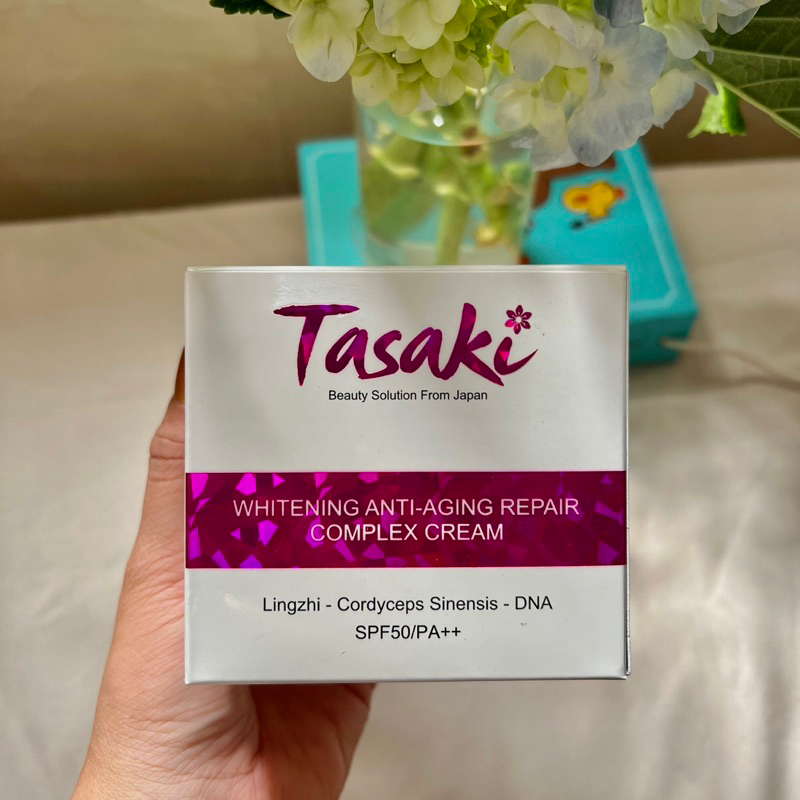 Tasaki
Beauty Solution From Japan
WHITENING ANTI-AGING REPAIR
COMPLEX CREAM
Lingzhi - Cordyceps Sinensis - DNA
SPF50/PA++